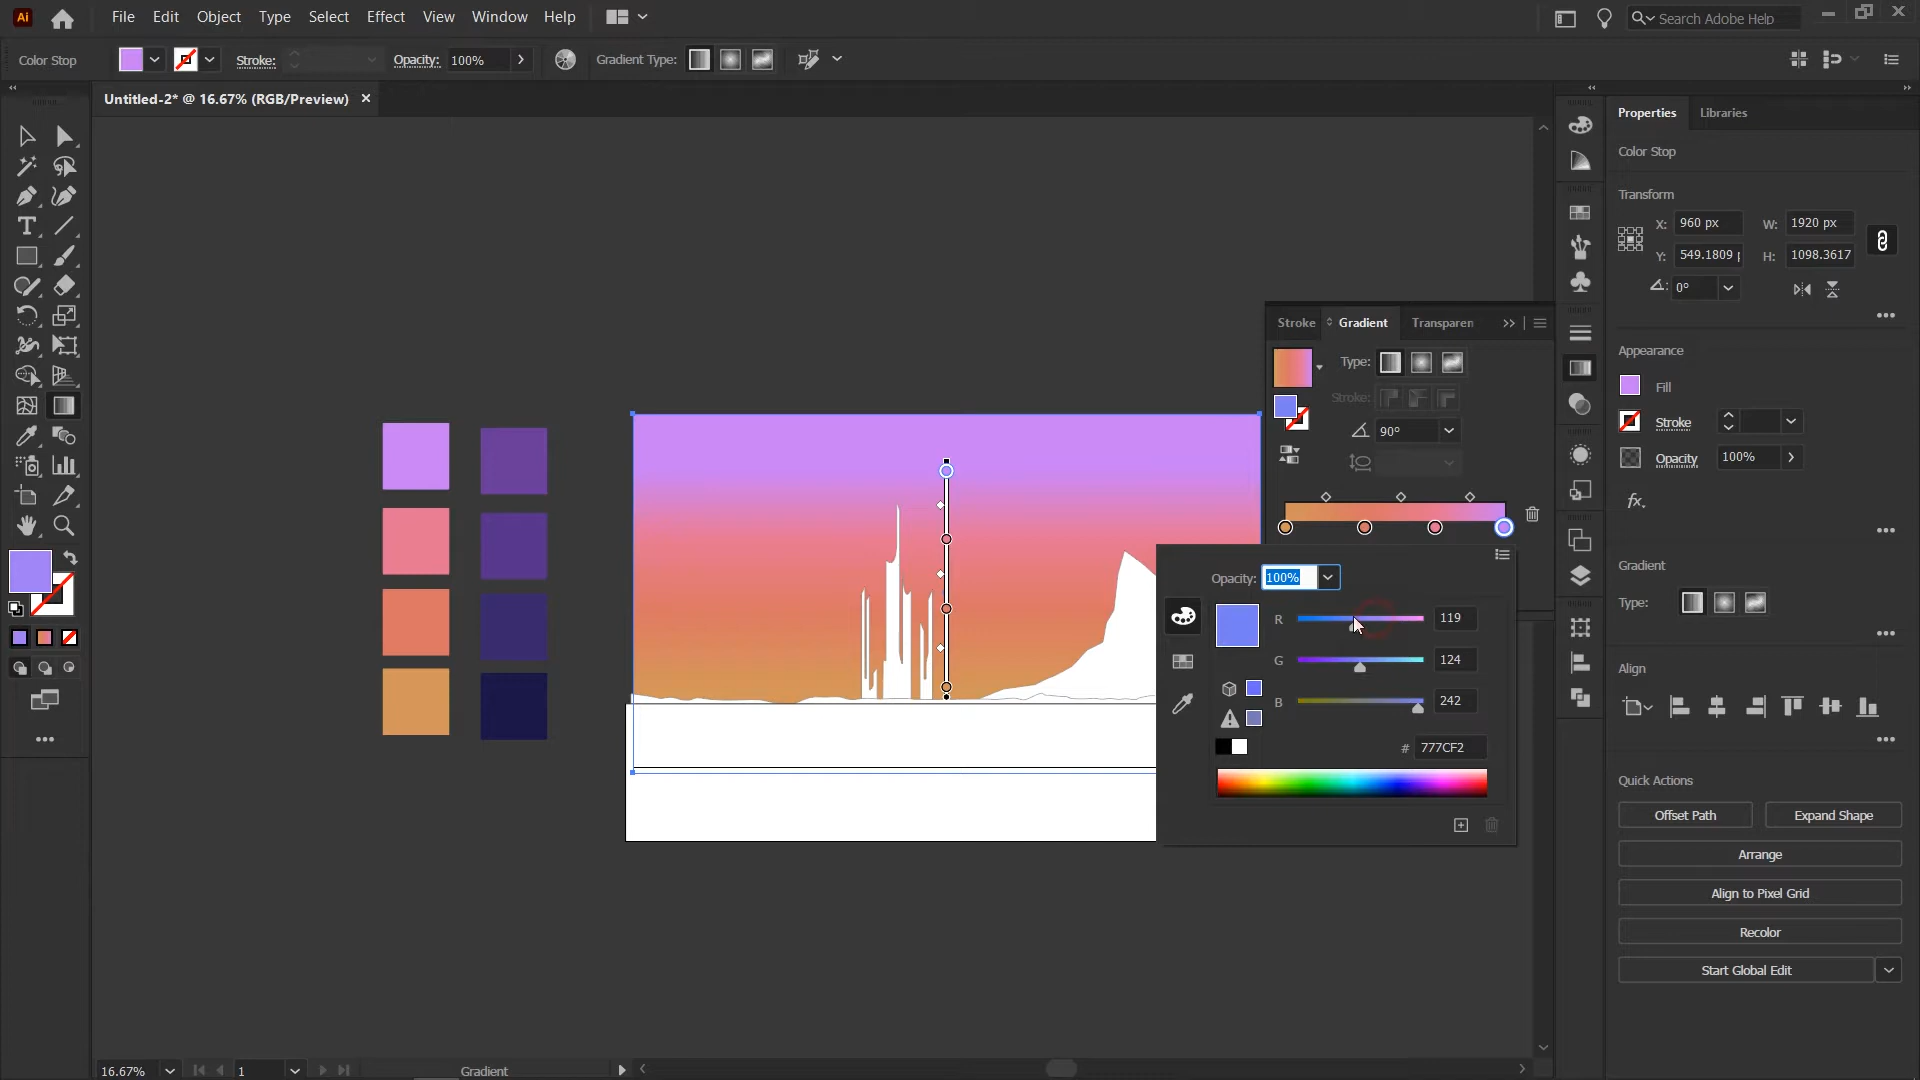 Ai File Edit Object Type Select Effect View Window Help Search Adobe Help
Color Stop Stroke: Opacity: 100% Gradient Type:
Untitled-2* @ 16.67% (RGB/Preview) ×
Properties Libraries
Color Stop
Transform
X: 960 px W: 1920 px
Y: 549.1809 H: 1098.3617
0°
Appearance
Fill
Stroke
Opacity 100%
fx
Gradient
Type:
Align
Quick Actions
Offset Path Expand Shape
Arrange
Align to Pixel Grid
Recolor
Start Global Edit
Stroke Gradient Transparen
Type:
Stroke:
90°
Opacity: 100%
R 119
G 124
B 242
# 777CF2
16.67% 1 Gradient